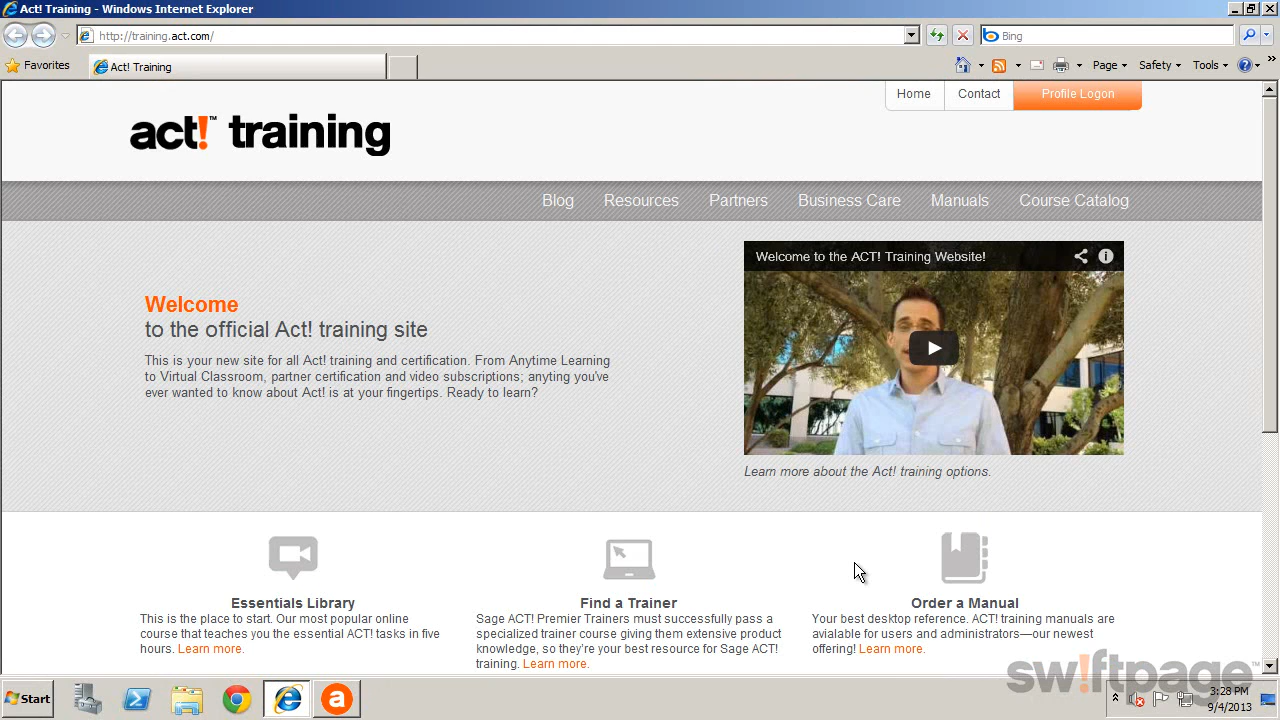 Act! Training - Windows Internet Explorer
http://training.act.com/
Bing
Favorites
Act! Training
Page
Safety
Tools
»
Home
Contact
Profile Logon
act!™ training
Blog
Resources
Partners
Business Care
Manuals
Course Catalog
Welcome to the ACT! Training Website!
Welcome
to the official Act! training site
This is your new site for all Act! training and certification. From Anytime Learning
to Virtual Classroom, partner certification and video subscriptions; anyting you've
ever wanted to know about Act! is at your fingertips. Ready to learn?
Learn more about the Act! training options.
Essentials Library
This is the place to start. Our most popular online
course that teaches you the essential ACT! tasks in five
hours. Learn more.
Find a Trainer
Sage ACT! Premier Trainers must successfully pass a
specialized trainer course giving them extensive product
knowledge, so they're your best resource for Sage ACT!
training. Learn more.
Order a Manual
Your best desktop reference. ACT! training manuals are
avialable for users and administrators—our newest
offering! Learn more.
sw!ftpage™
Start
a
3:28 PM
9/4/2013